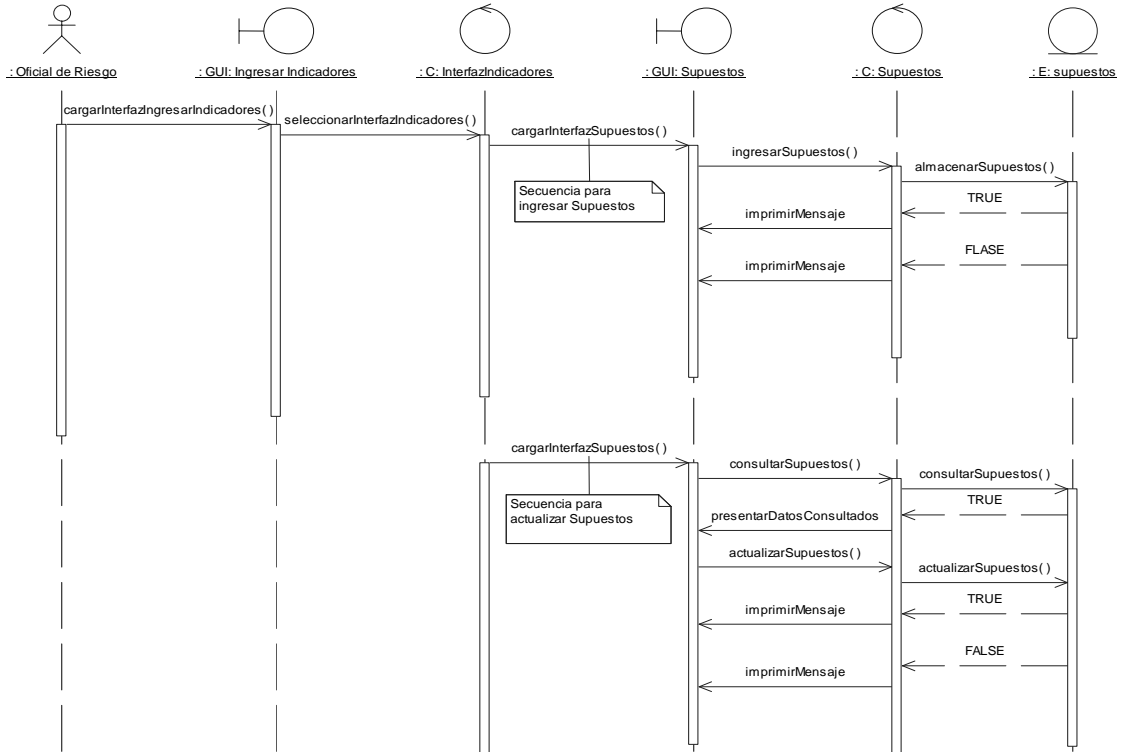 : Oficial de Riesgo
: GUI: Ingresar Indicadores
: C: InterfazIndicadores
: GUI: Supuestos
: C: Supuestos
: E: supuestos
cargarInterfazIngresarIndicadores( )
seleccionarInterfazIndicadores( )
cargarInterfazSupuestos( )
ingresarSupuestos( )
almacenarSupuestos( )
Secuencia para
ingresar Supuestos
TRUE
imprimirMensaje
FLASE
imprimirMensaje
cargarInterfazSupuestos( )
consultarSupuestos( )
consultarSupuestos( )
Secuencia para
actualizar Supuestos
TRUE
presentarDatosConsultados
actualizarSupuestos( )
actualizarSupuestos( )
TRUE
imprimirMensaje
FALSE
imprimirMensaje